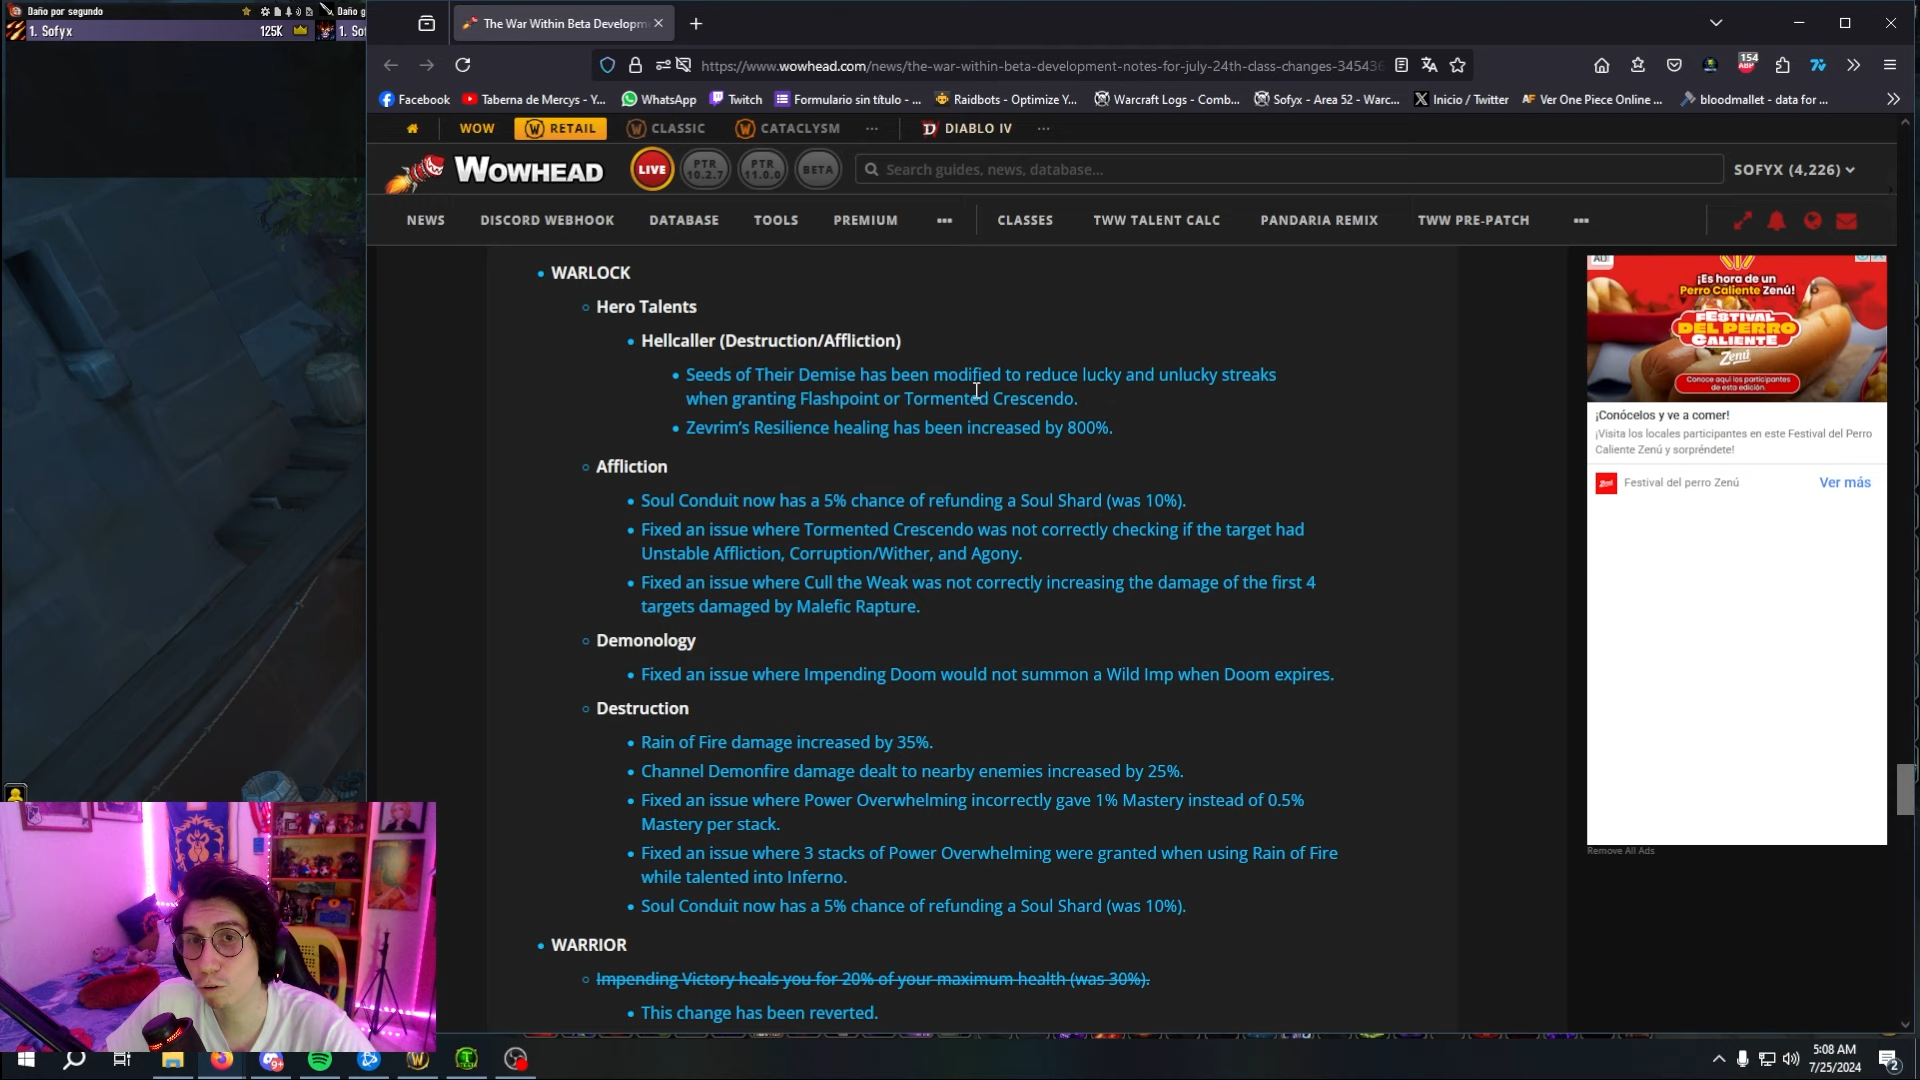 Daño por segundo
Daño g
1. Sofyx
125K
1. So
The War Within Beta Developm
https://www.wowhead.com/news/the-war-within-beta-development-notes-for-july-24th-class-changes-345436
154
Facebook
Taberna de Mercys - Y...
WhatsApp
Twitch
Formulario sin título - ...
Raidbots - Optimize Y...
Warcraft Logs - Comb...
Sofyx - Area 52 - Warc...
Inicio / Twitter
Ver One Piece Online ...
bloodmallet - data for ...
WOW
RETAIL
CLASSIC
CATACLYSM
DIABLO IV
WOWHEAD
LIVE
PTR
10.2.7
PTR
11.0.0
BETA
Search guides, news, database...
SOFYX (4,226)
NEWS
DISCORD WEBHOOK
DATABASE
TOOLS
PREMIUM
CLASSES
TWW TALENT CALC
PANDARIA REMIX
TWW PRE-PATCH
WARLOCK
Hero Talents
Hellcaller (Destruction/Affliction)
Seeds of Their Demise has been modified to reduce lucky and unlucky streaks
when granting Flashpoint or Tormented Crescendo.
Zevrim's Resilience healing has been increased by 800%.
Affliction
Soul Conduit now has a 5% chance of refunding a Soul Shard (was 10%).
Fixed an issue where Tormented Crescendo was not correctly checking if the target had
Unstable Affliction, Corruption/Wither, and Agony.
Fixed an issue where Cull the Weak was not correctly increasing the damage of the first 4
targets damaged by Malefic Rapture.
Demonology
Fixed an issue where Impending Doom would not summon a Wild Imp when Doom expires.
Destruction
Rain of Fire damage increased by 35%.
Channel Demonfire damage dealt to nearby enemies increased by 25%.
Fixed an issue where Power Overwhelming incorrectly gave 1% Mastery instead of 0.5%
Mastery per stack.
Fixed an issue where 3 stacks of Power Overwhelming were granted when using Rain of Fire
while talented into Inferno.
Soul Conduit now has a 5% chance of refunding a Soul Shard (was 10%).
WARRIOR
Impending Victory heals you for 20% of your maximum health (was 30%).
This change has been reverted.
AD
¡Es hora de un
Perro Caliente Zenú!
FESTIVAL
DEL PERRO
CALIENTE
Zenú
Conoce aquí los participantes
de esta edición.
¡Conócelos y ve a comer!
¡Visita los locales participantes en este Festival del Perro
Caliente Zenú y sorpréndete!
Festival del perro Zenú
Ver más
Remove All Ads
5:08 AM
7/25/2024
2